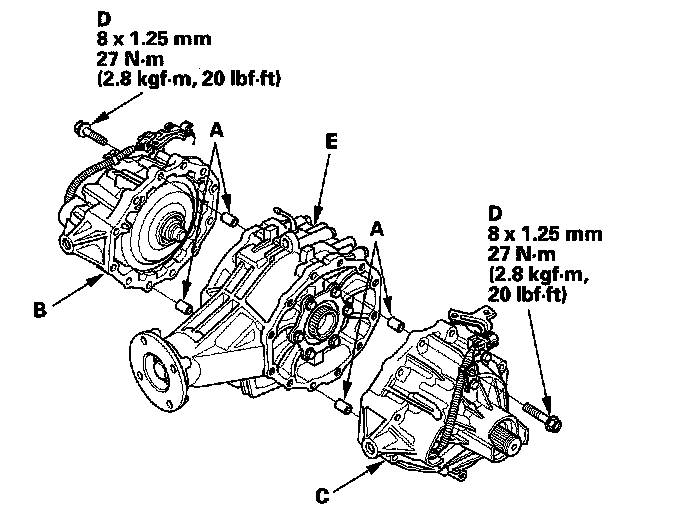 D
8 x 1.25 mm
27 N·m
(2.8 kgf·m, 20 lbf·ft)
A
E
A
D
8 x 1.25 mm
27 N·m
(2.8 kgf·m,
20 lbf·ft)
B
C